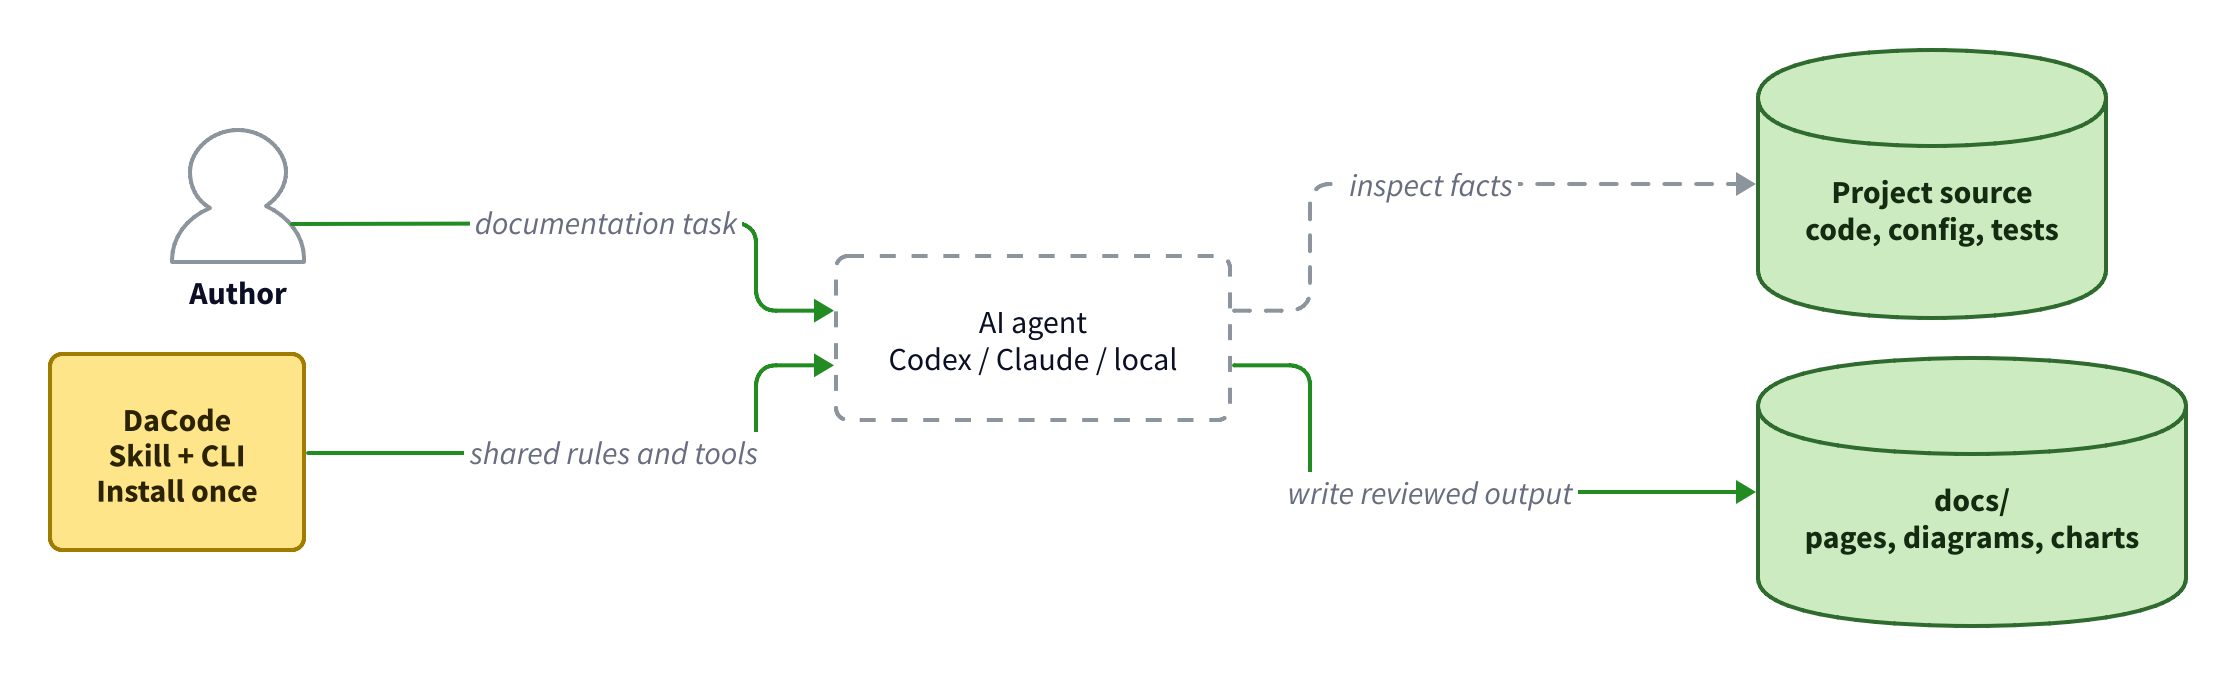 Author
documentation task
DaCode
Skill + CLI
Install once
shared rules and tools
AI agent
Codex / Claude / local
inspect facts
Project source
code, config, tests
write reviewed output
docs/
pages, diagrams, charts